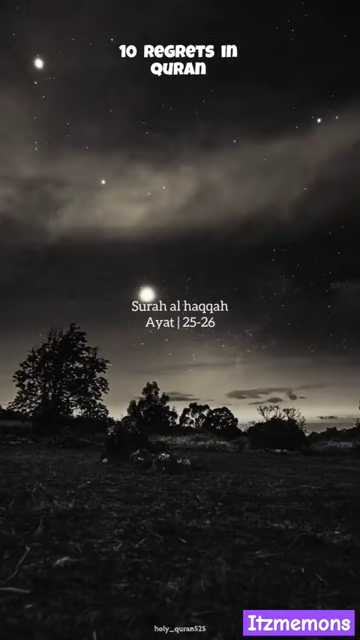 10 REGRETS IN
QURAN
Surah al haqqah
Ayat | 25-26
holy_quran525
Itzmemons